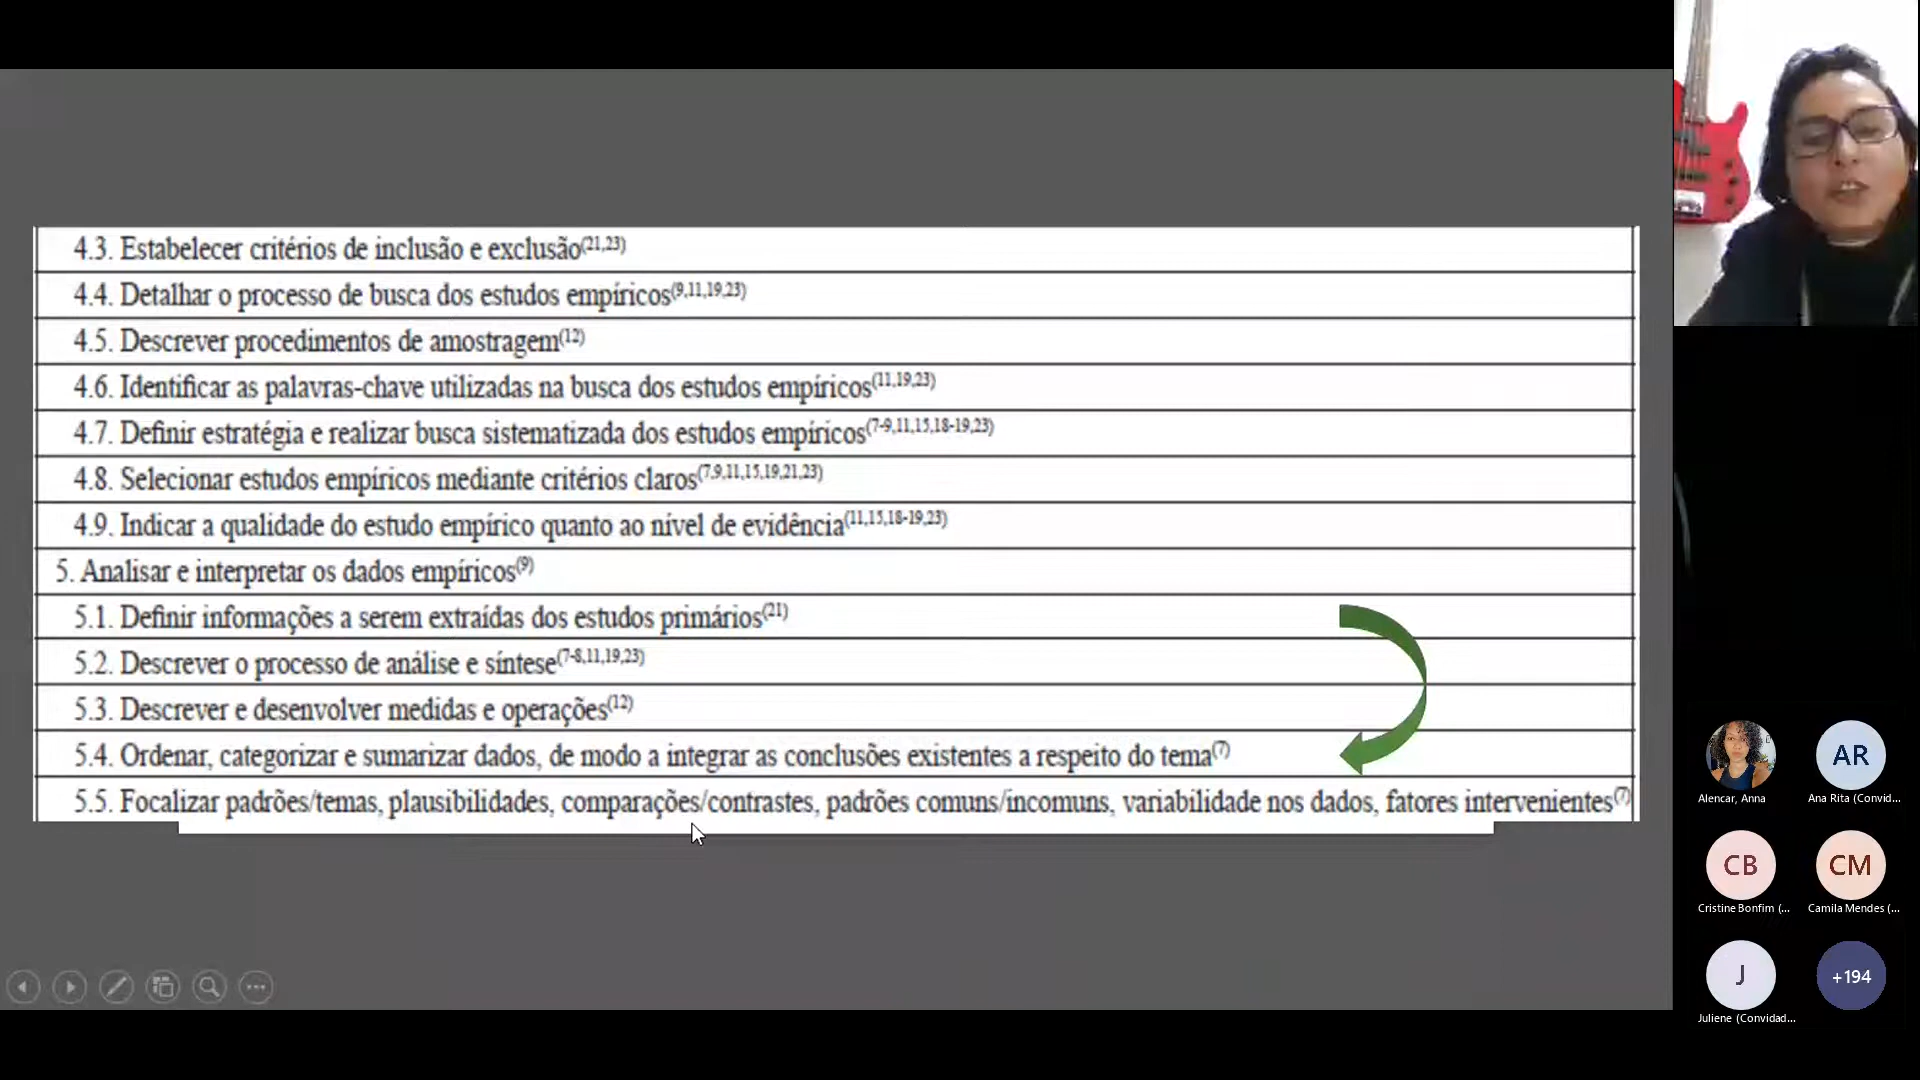 4.3. Estabelecer critérios de inclusão e exclusão(21,23)
4.4. Detalhar o processo de busca dos estudos empíricos(9,11,19,23)
4.5. Descrever procedimentos de amostragem(12)
4.6. Identificar as palavras-chave utilizadas na busca dos estudos empíricos(11,19,23)
4.7. Definir estratégia e realizar busca sistematizada dos estudos empíricos(7-9,11,15,18-19,23)
4.8. Selecionar estudos empíricos mediante critérios claros(7,9,11,15,19,21,23)
4.9. Indicar a qualidade do estudo empírico quanto ao nível de evidência(11,15,18-19,23)
5. Analisar e interpretar os dados empíricos(9)
5.1. Definir informações a serem extraídas dos estudos primários(21)
5.2. Descrever o processo de análise e síntese(7-8,11,19,23)
5.3. Descrever e desenvolver medidas e operações(12)
5.4. Ordenar, categorizar e sumarizar dados, de modo a integrar as conclusões existentes a respeito do tema(7)
5.5. Focalizar padrões/temas, plausibilidades, comparações/contrastes, padrões comuns/incomuns, variabilidade nos dados, fatores intervenientes(7)
AR
Alencar, Anna
Ana Rita (Convid...
CB
CM
Cristine Bonfim (...
Camila Mendes (...
J
+194
Juliene (Convidad...